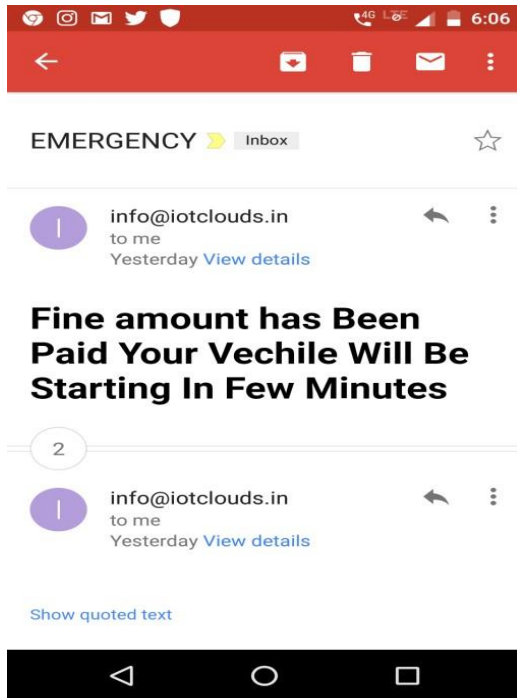 4G LTE 6:06
EMERGENCY Inbox
I
info@iotclouds.in
to me
Yesterday View details
Fine amount has Been
Paid Your Vechile Will Be
Starting In Few Minutes
2
I
info@iotclouds.in
to me
Yesterday View details
Show quoted text